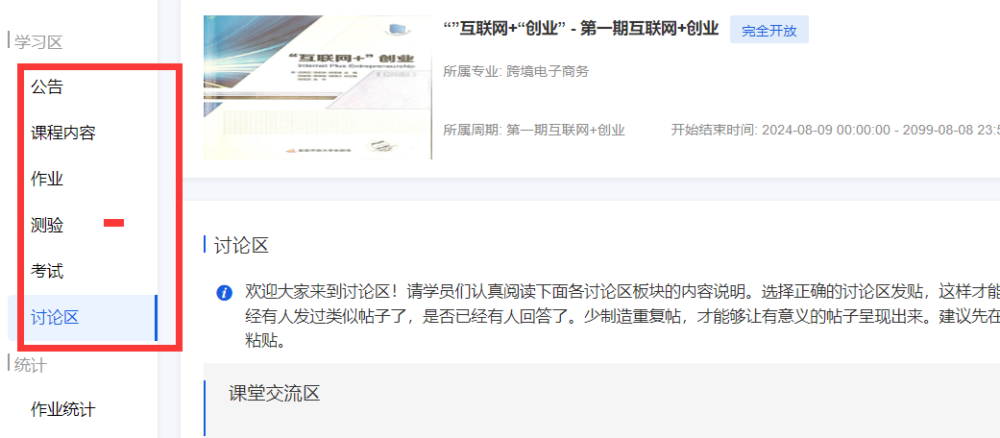 学习区
公告
课程内容
作业
测验
考试
讨论区
统计
作业统计
“互联网+”创业
Internet Plus Entrepreneurship
“”互联网+“创业” - 第一期互联网+创业
完全开放
所属专业: 跨境电子商务
所属周期: 第一期互联网+创业
开始结束时间: 2024-08-09 00:00:00 - 2099-08-08 23:5
讨论区
欢迎大家来到讨论区！请学员们认真阅读下面各讨论区板块的内容说明。选择正确的讨论区发贴，这样才能
经有人发过类似帖子了，是否已经有人回答了。少制造重复帖，才能够让有意义的帖子呈现出来。建议先在
粘贴。
课堂交流区